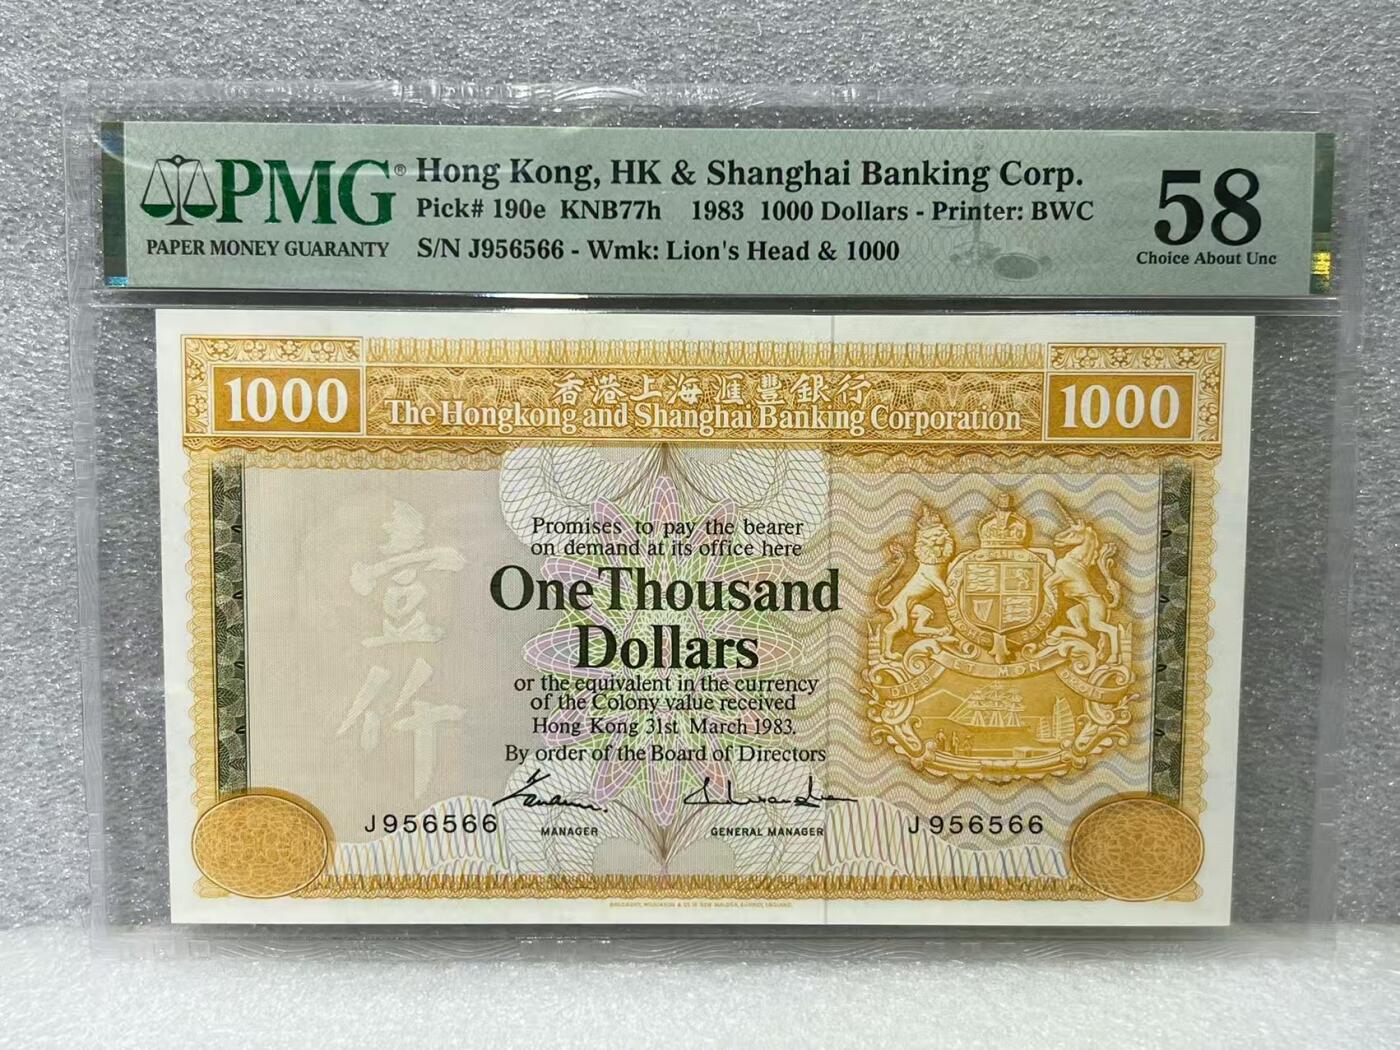 PMG®
PAPER MONEY GUARANTY
Hong Kong, HK & Shanghai Banking Corp.
Pick# 190e KNB77h 1983 1000 Dollars - Printer: BWC
S/N J956566 - Wmk: Lion's Head & 1000
58
Choice About Unc
1000
香港上海滙豐銀行
The Hongkong and Shanghai Banking Corporation
1000
壹仟
Promises to pay the bearer
on demand at its office here
One Thousand
Dollars
or the equivalent in the currency
of the Colony value received
Hong Kong 31st March 1983.
By order of the Board of Directors
J956566
MANAGER
GENERAL MANAGER
J956566
DIEU ET MON DROIT